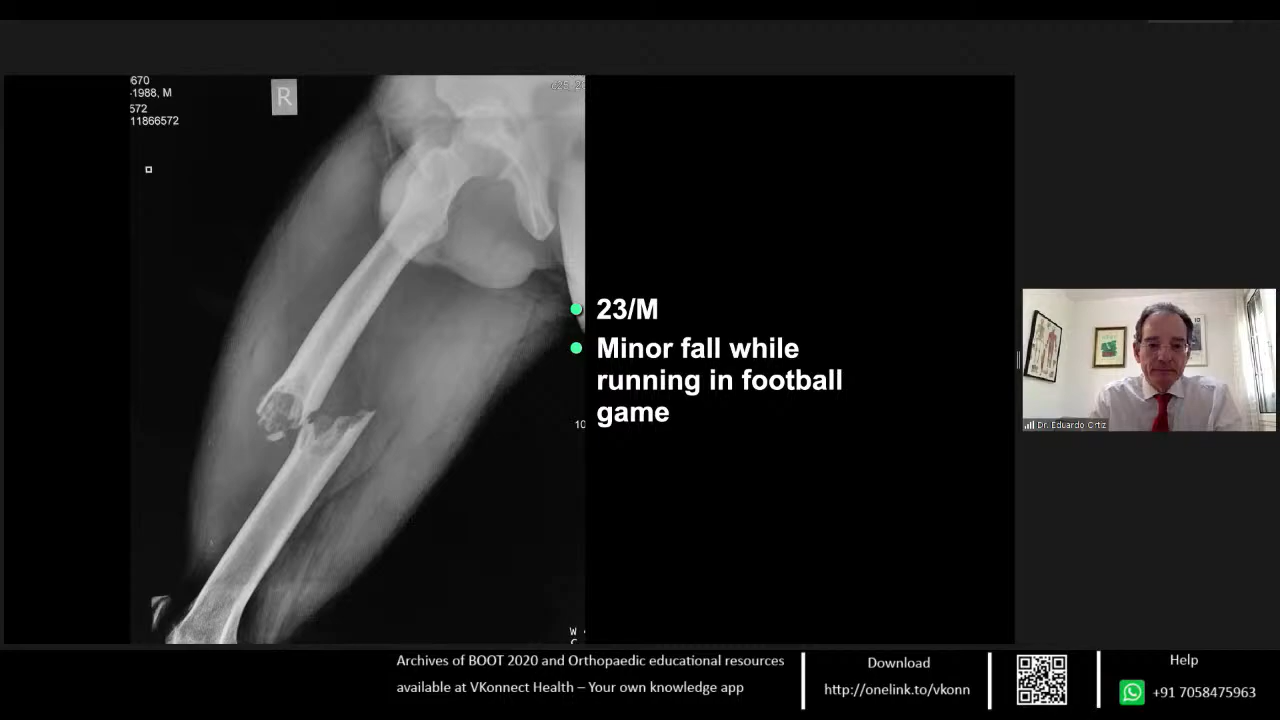 670
-1988, M
572
11866572
R
23/M
Minor fall while
running in football
game
10
W
C
Dr. Eduardo Ortiz
Archives of BOOT 2020 and Orthopaedic educational resources
available at VKonnect Health – Your own knowledge app
Download
http://onelink.to/vkonn
Help
+91 7058475963